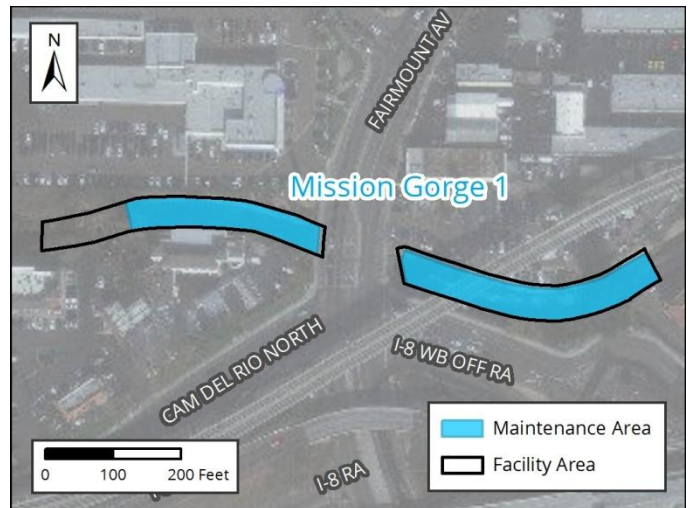 N
FAIRMOUNT AV
Mission Gorge 1
CAM DEL RIO NORTH
I-8 WB OFF RA
I-8 RA
Maintenance Area
Facility Area
0 100 200 Feet